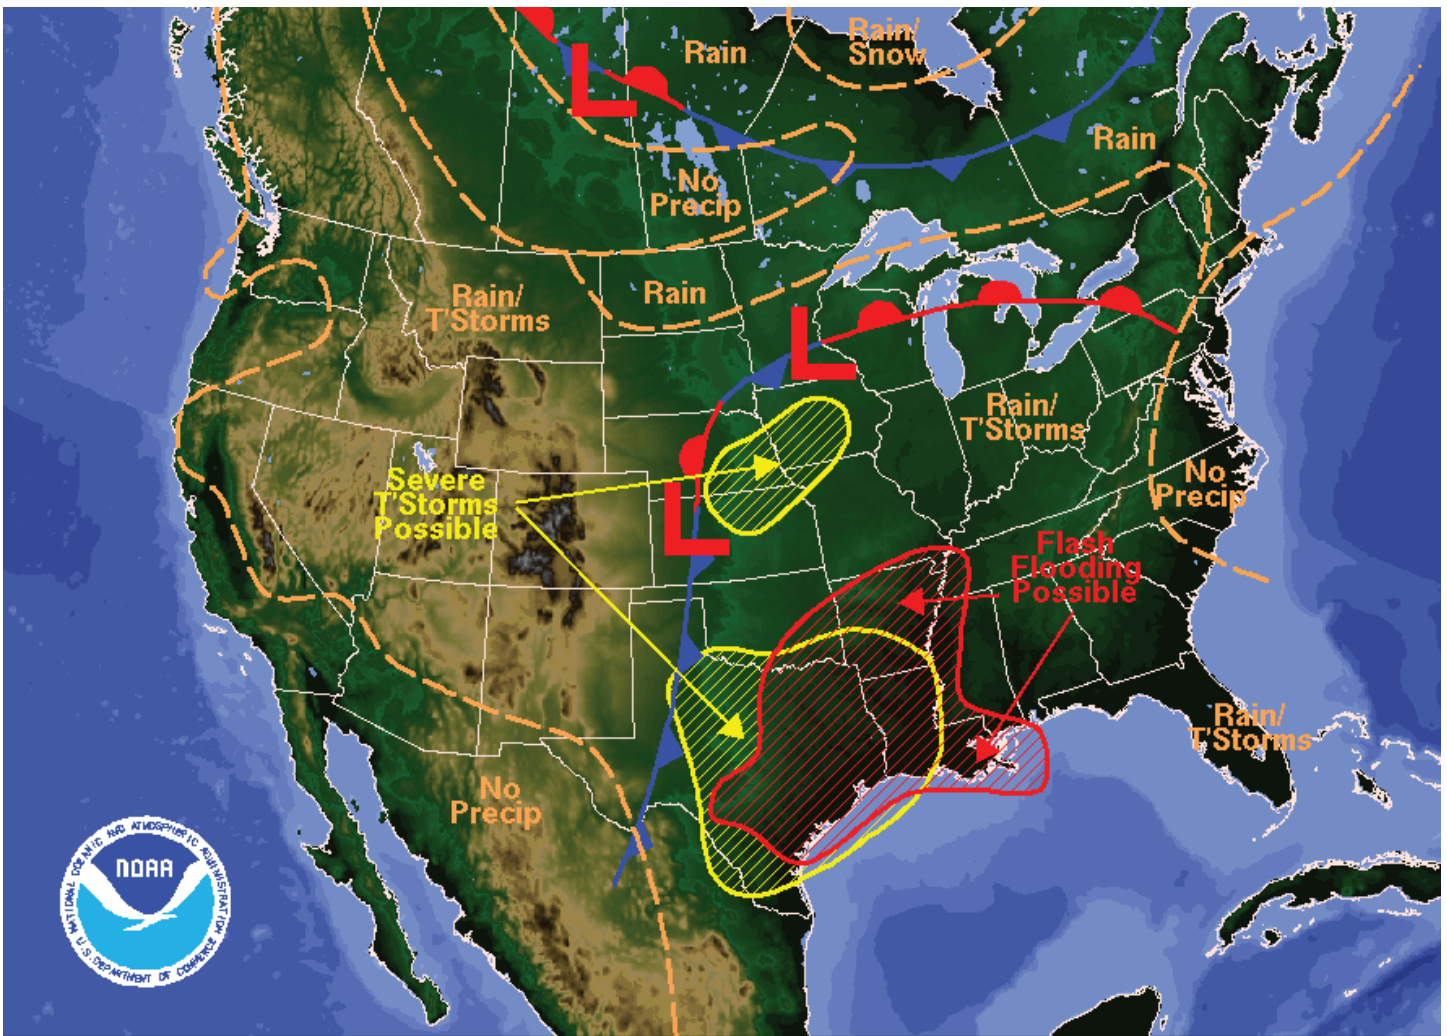 Rain/
Snow
Rain
Rain
No
Precip
Rain/
T'Storms
Rain
L
L
L
Rain/
T'Storms
Severe
T'Storms
Possible
No
Precip
Flash
Flooding
Possible
Rain/
T'Storms
No
Precip
NATIONAL OCEANIC AND ATMOSPHERIC ADMINISTRATION
NOAA
U.S. DEPARTMENT OF COMMERCE